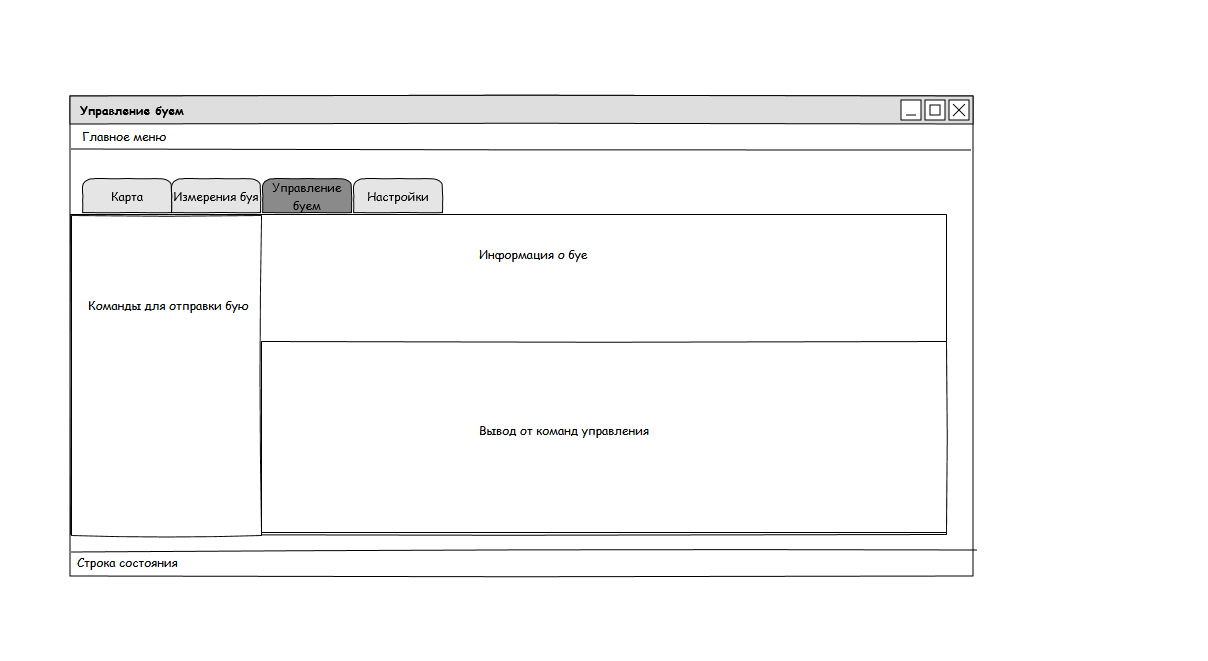 Управление буем
Главное меню
Карта
Измерения буя
Управление
буем
Настройки
Информация о буе
Команды для отправки бую
Вывод от команд управления
Строка состояния